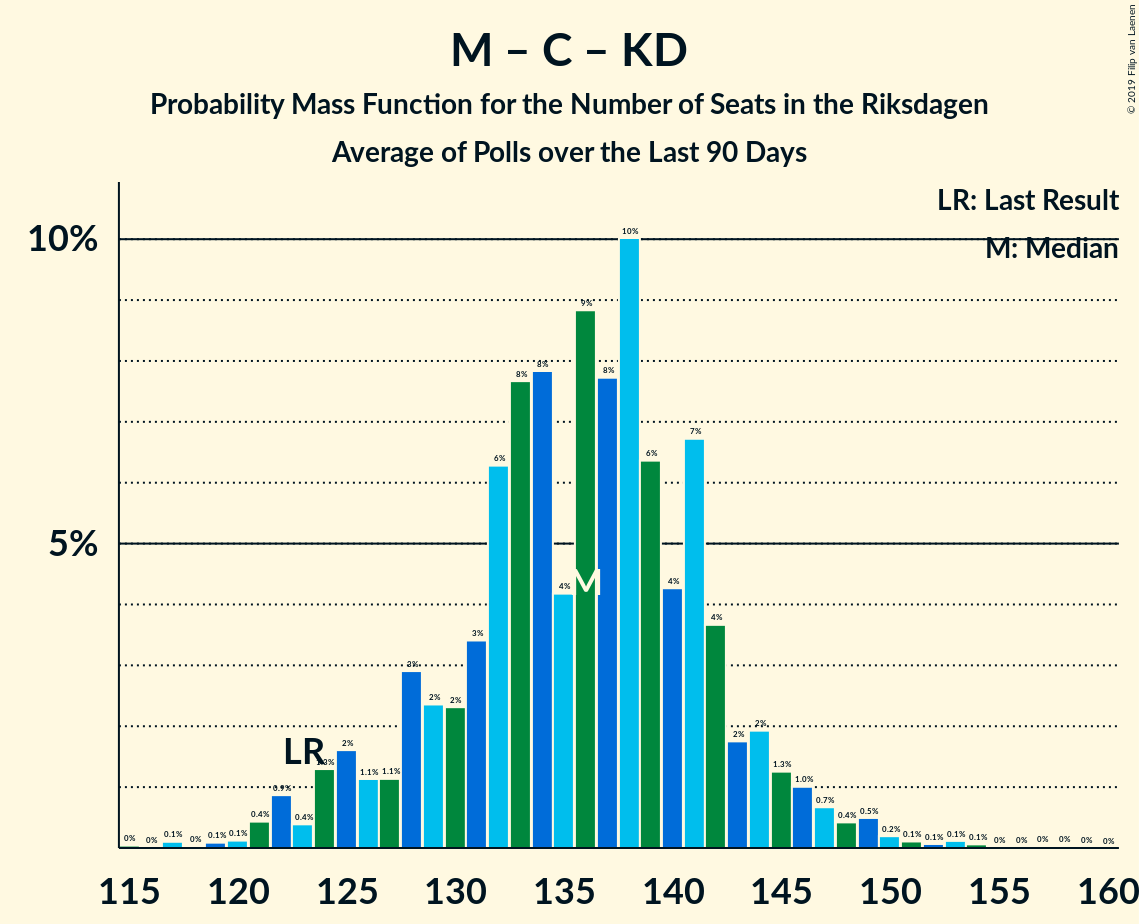 M – C – KD
Probability Mass Function for the Number of Seats in the Riksdagen
Average of Polls over the Last 90 Days
© 2019 Filip van Laenen
LR: Last Result
M: Median
10%
5%
0% 0% 0.1% 0% 0.1% 0.1% 0.4% 0.9% 0.4% 1.3% 2% 1.1% 1.1% 3% 2% 2% 3% 6% 8% 8% 4% 9% 8% 10% 6% 4% 7% 4% 2% 2% 1.3% 1.0% 0.7% 0.4% 0.5% 0.2% 0.1% 0.1% 0.1% 0.1% 0% 0% 0% 0% 0% 0%
LR
M
115 120 125 130 135 140 145 150 155 160